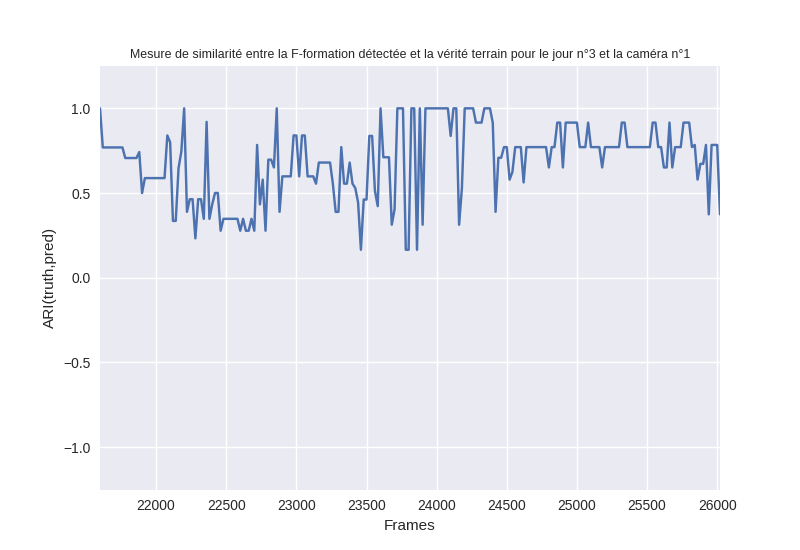 Mesure de similarité entre la F-formation détectée et la vérité terrain pour le jour n°3 et la caméra n°1
1.0
0.5
0.0
−0.5
−1.0
ARI(truth,pred)
22000 22500 23000 23500 24000 24500 25000 25500 26000
Frames